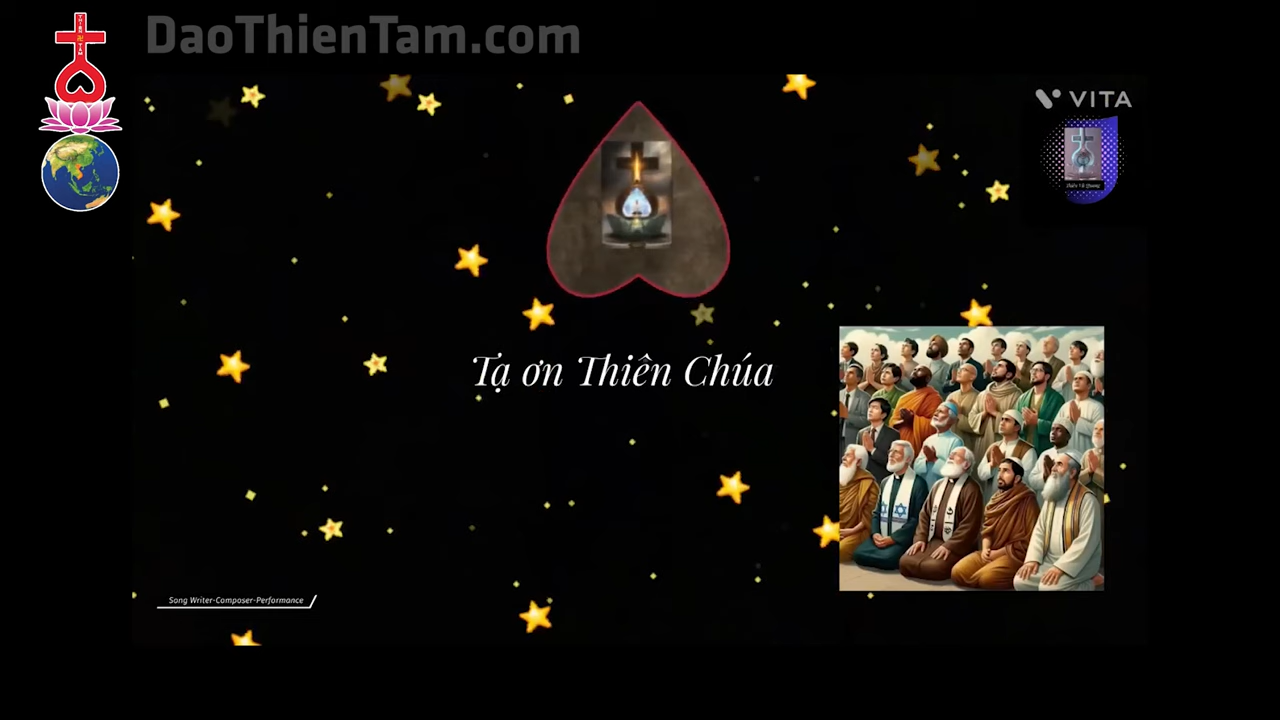 DaoThienTam.com
VITA
Tạ ơn Thiên Chúa
Song Writer-Composer-Performance